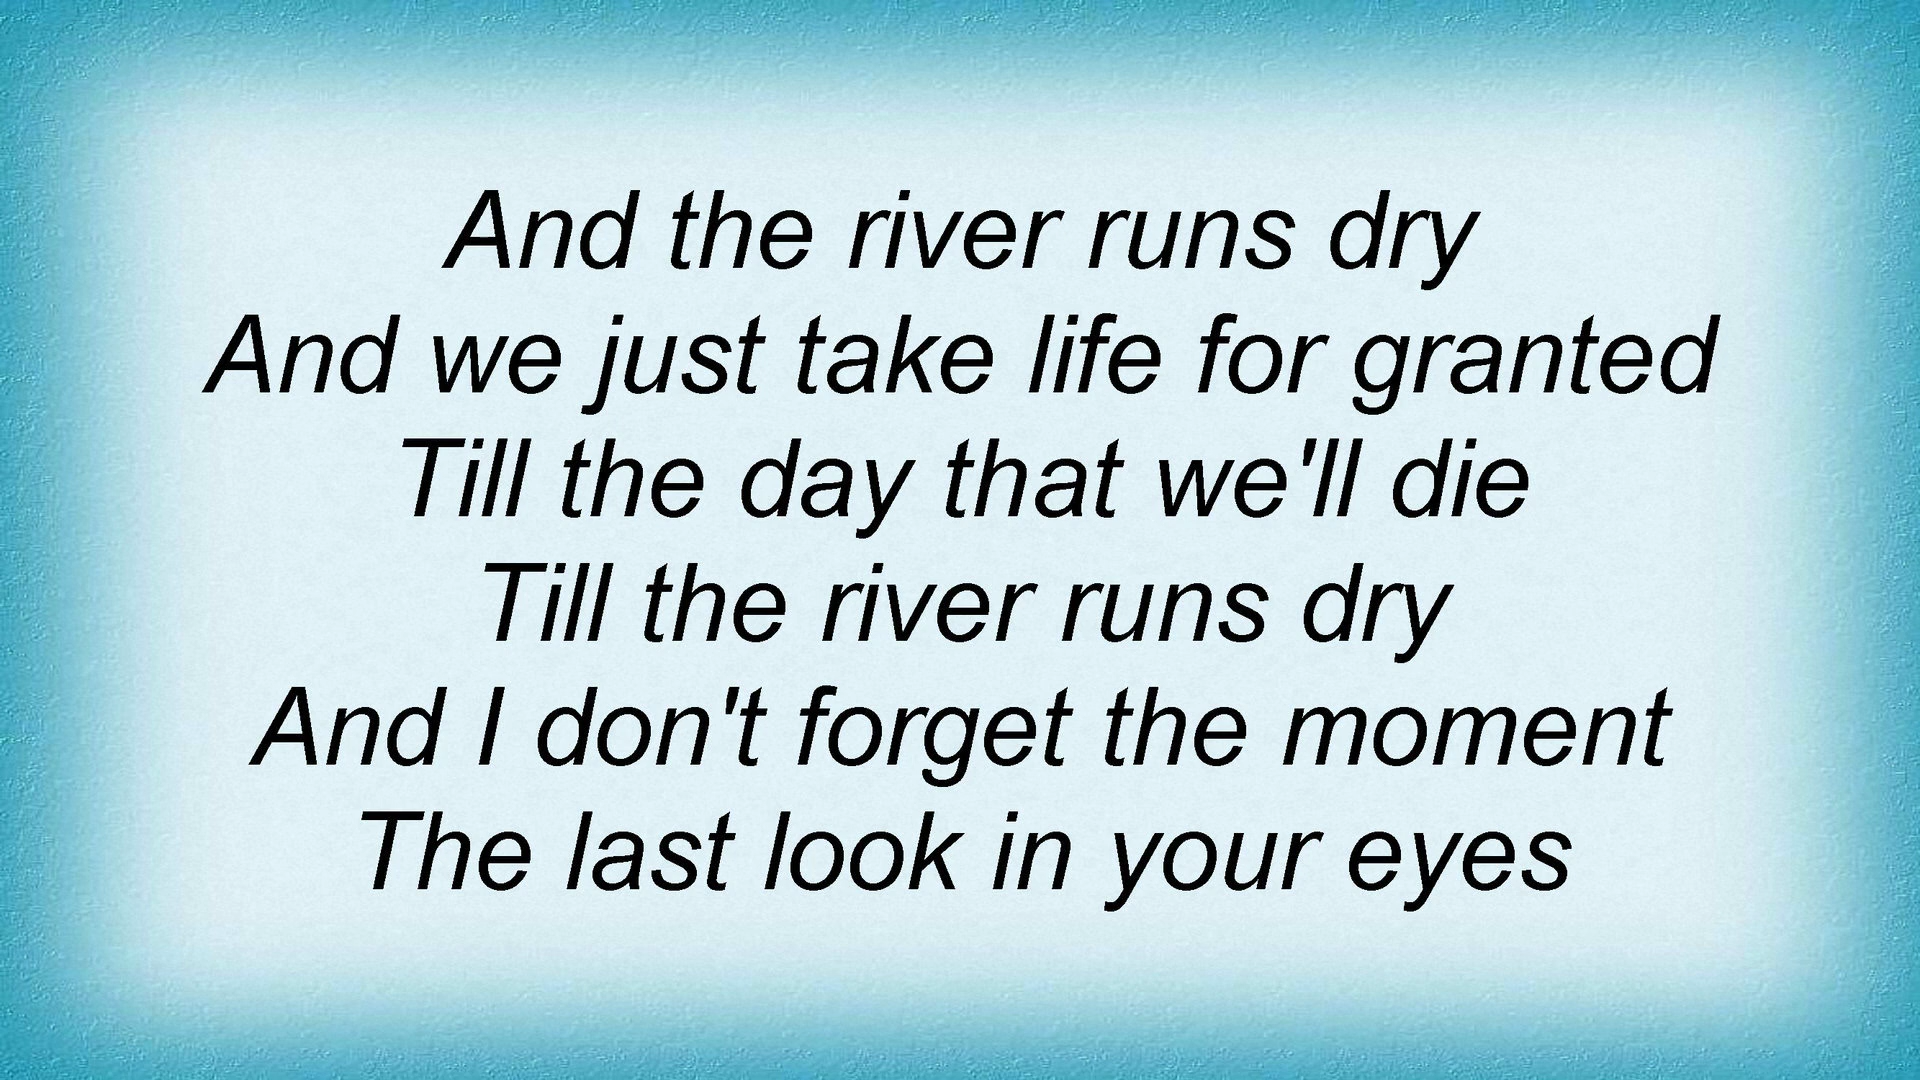 And the river runs dry
And we just take life for granted
Till the day that we'll die
Till the river runs dry
And I don't forget the moment
The last look in your eyes